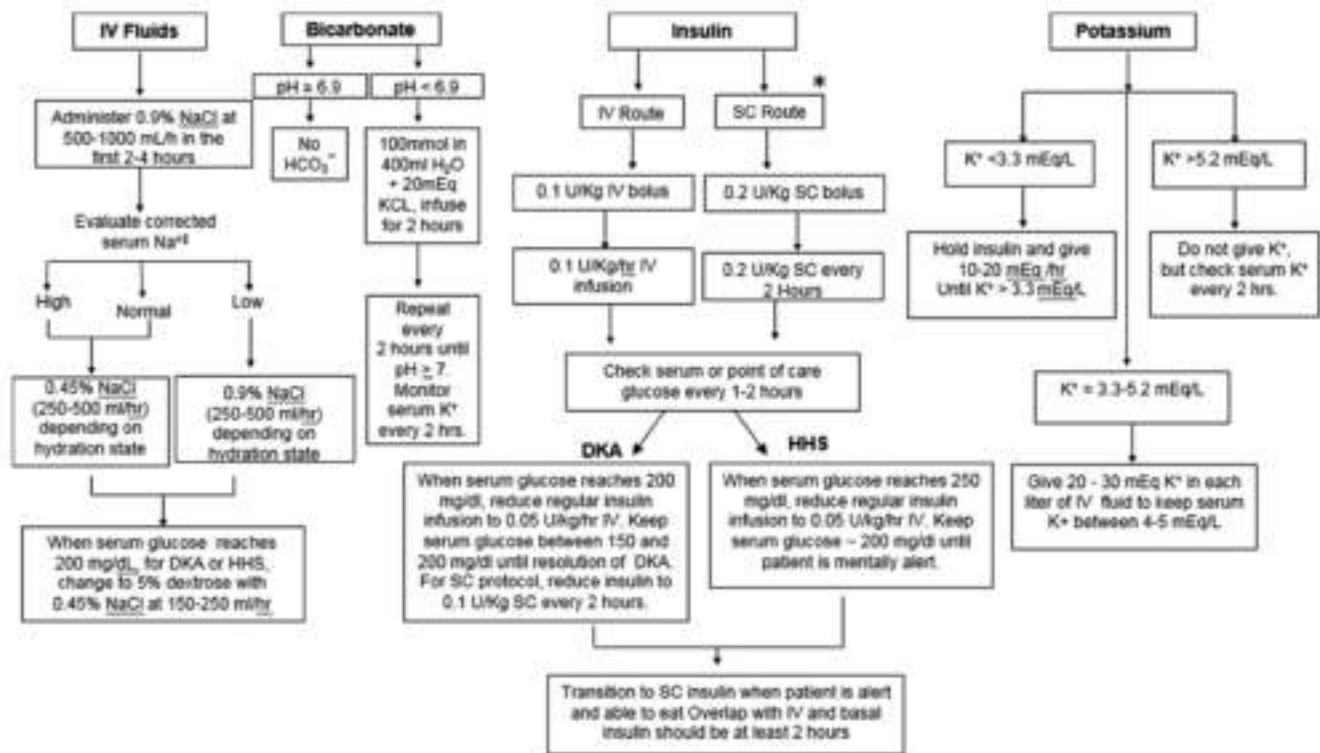 IV Fluids
Administer 0.9% NaCl at
500-1000 mL/h in the
first 2-4 hours
Evaluate corrected
serum Na
High
Normal
Low
0.45% NaCl
(250-500 ml/hr)
depending on
hydration state
0.9% NaCl
(250-500 ml/hr)
depending on
hydration state
When serum glucose reaches
200 mg/dL, for DKA or HHS,
change to 5% dextrose with
0.45% NaCl at 150-250 ml/hr
Bicarbonate
pH ≥ 6.9
No
HCO₃⁻
pH < 6.9
100mmol in
400ml H₂O
+ 20mEq
KCL, infuse
for 2 hours
Repeat
every
2 hours until
pH ≥ 7.
Monitor
serum K⁺
every 2 hrs.
Insulin
IV Route
0.1 U/Kg IV bolus
0.1 U/Kg/hr IV
infusion
*
SC Route
0.2 U/Kg SC bolus
0.2 U/Kg SC every
2 Hours
Check serum or point of care
glucose every 1-2 hours
DKA
When serum glucose reaches 200
mg/dl, reduce regular insulin
infusion to 0.05 U/kg/hr IV. Keep
serum glucose between 150 and
200 mg/dl until resolution of DKA.
For SC protocol, reduce insulin to
0.1 U/Kg SC every 2 hours.
HHS
When serum glucose reaches 250
mg/dl, reduce regular insulin
infusion to 0.05 U/kg/hr IV. Keep
serum glucose ~ 200 mg/dl until
patient is mentally alert.
Transition to SC insulin when patient is alert
and able to eat Overlap with IV and basal
insulin should be at least 2 hours
Potassium
K⁺ <3.3 mEq/L
Hold insulin and give
10-20 mEq /hr
Until K⁺ > 3.3 mEq/L
K⁺ >5.2 mEq/L
Do not give K⁺,
but check serum K⁺
every 2 hrs.
K⁺ = 3.3-5.2 mEq/L
Give 20 - 30 mEq K⁺ in each
liter of IV fluid to keep serum
K+ between 4-5 mEq/L